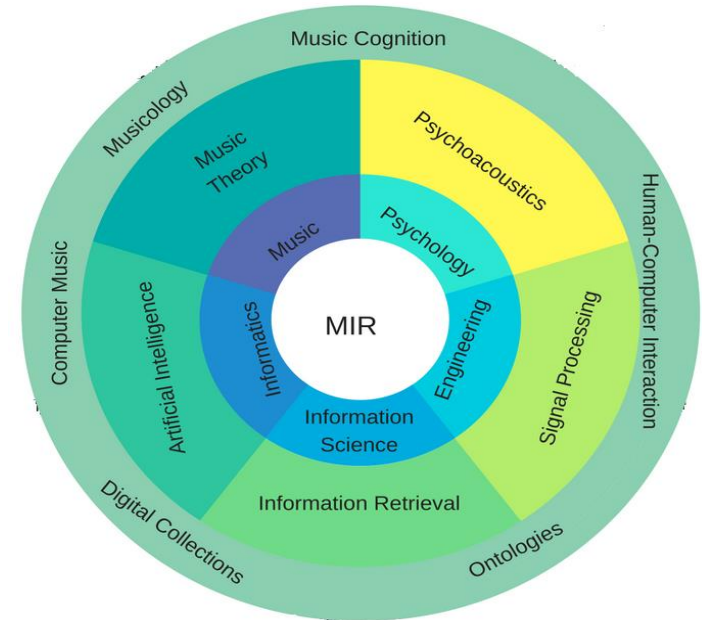 Music Cognition
Musicology
Music
Theory
Psychoacoustics
Music
Psychology
Human-Computer Interaction
Computer Music
Artificial Intelligence
Informatics
MIR
Engineering
Signal Processing
Information
Science
Information Retrieval
Digital Collections
Ontologies